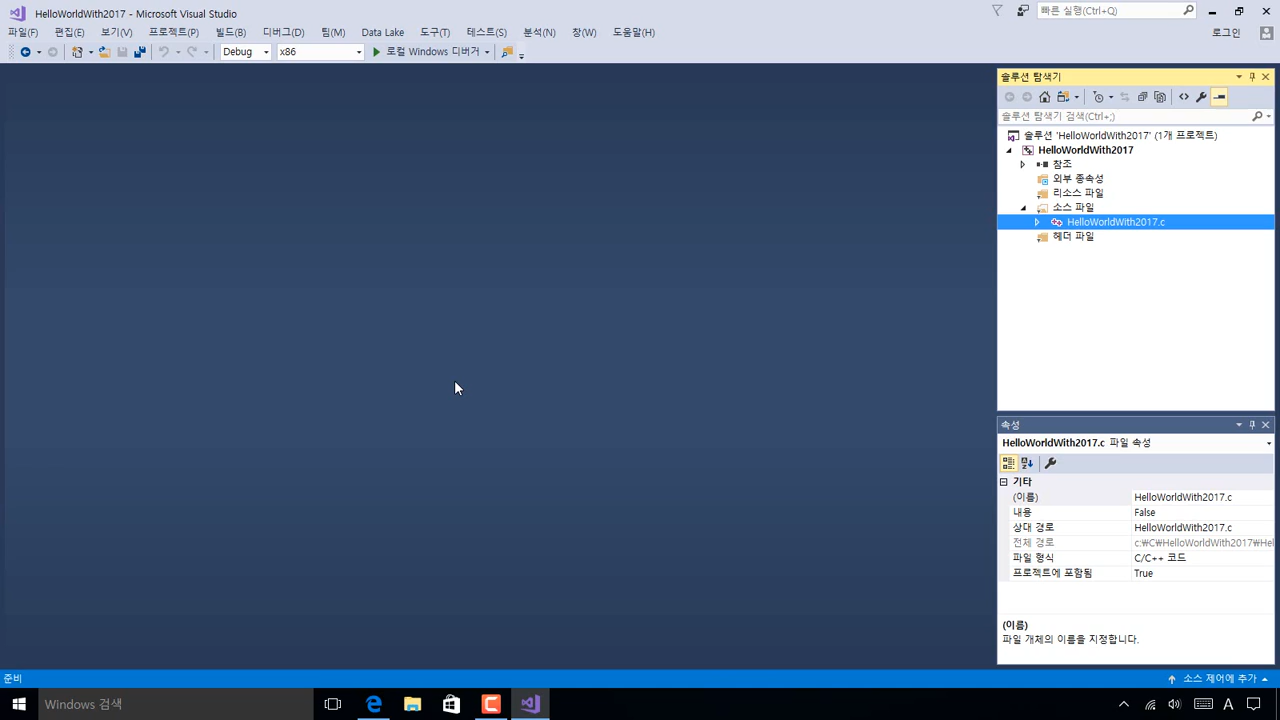 HelloWorldWith2017 - Microsoft Visual Studio
빠른 실행(Ctrl+Q)
파일(F) 편집(E) 보기(V) 프로젝트(P) 빌드(B) 디버그(D) 팀(M) Data Lake 도구(T) 테스트(S) 분석(N) 창(W) 도움말(H)
로그인
Debug x86 로컬 Windows 디버거
솔루션 탐색기
솔루션 탐색기 검색(Ctrl+;)
솔루션 'HelloWorldWith2017' (1개 프로젝트)
HelloWorldWith2017
참조
외부 종속성
리소스 파일
소스 파일
HelloWorldWith2017.c
헤더 파일
속성
HelloWorldWith2017.c 파일 속성
기타
(이름) HelloWorldWith2017.c
내용 False
상대 경로 HelloWorldWith2017.c
전체 경로 c:₩C₩HelloWorldWith2017₩Hel
파일 형식 C/C++ 코드
프로젝트에 포함됨 True
(이름)
파일 개체의 이름을 지정합니다.
준비
소스 제어에 추가
Windows 검색
A